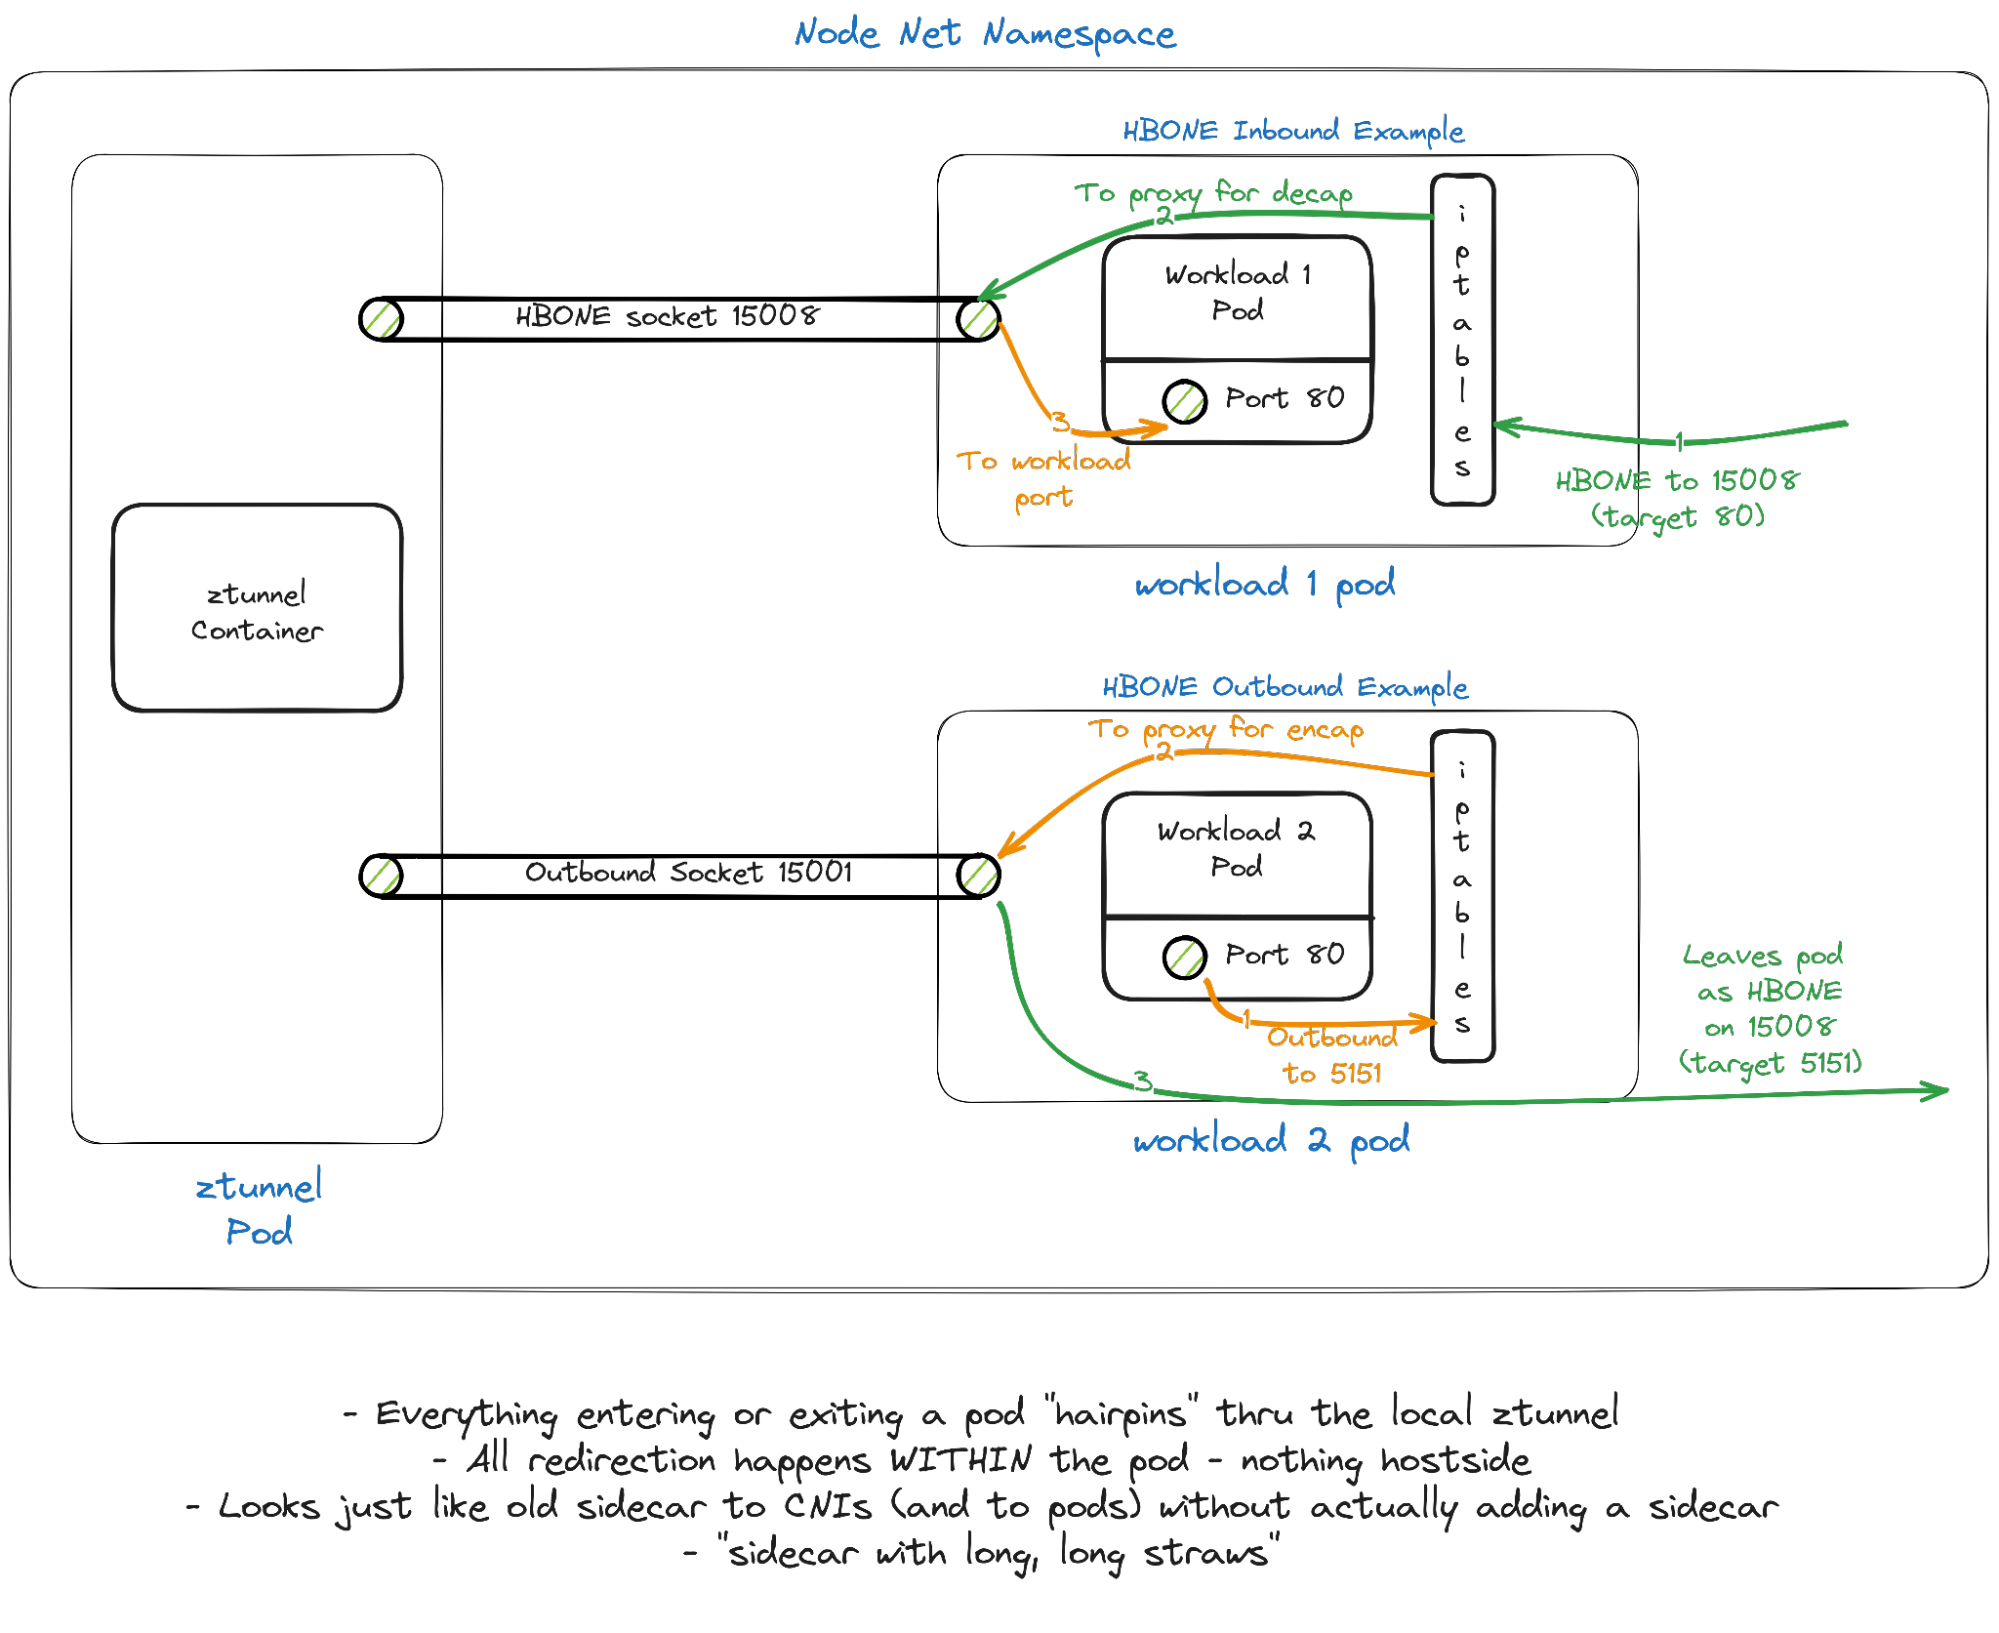 Node Net Namespace
HBONE Inbound Example
To proxy for decap
2
Workload 1
Pod
Port 80
iptables
HBONE socket 15008
3
To workload
port
1
HBONE to 15008
(target 80)
workload 1 pod
ztunnel
Container
HBONE Outbound Example
To proxy for encap
2
Workload 2
Pod
Port 80
iptables
Outbound Socket 15001
1
Outbound
to 5151
3
Leaves pod
as HBONE
on 15008
(target 5151)
workload 2 pod
ztunnel
Pod
- Everything entering or exiting a pod "hairpins" thru the local ztunnel
- All redirection happens WITHIN the pod - nothing hostside
- Looks just like old sidecar to CNIs (and to pods) without actually adding a sidecar
- "sidecar with long, long straws"